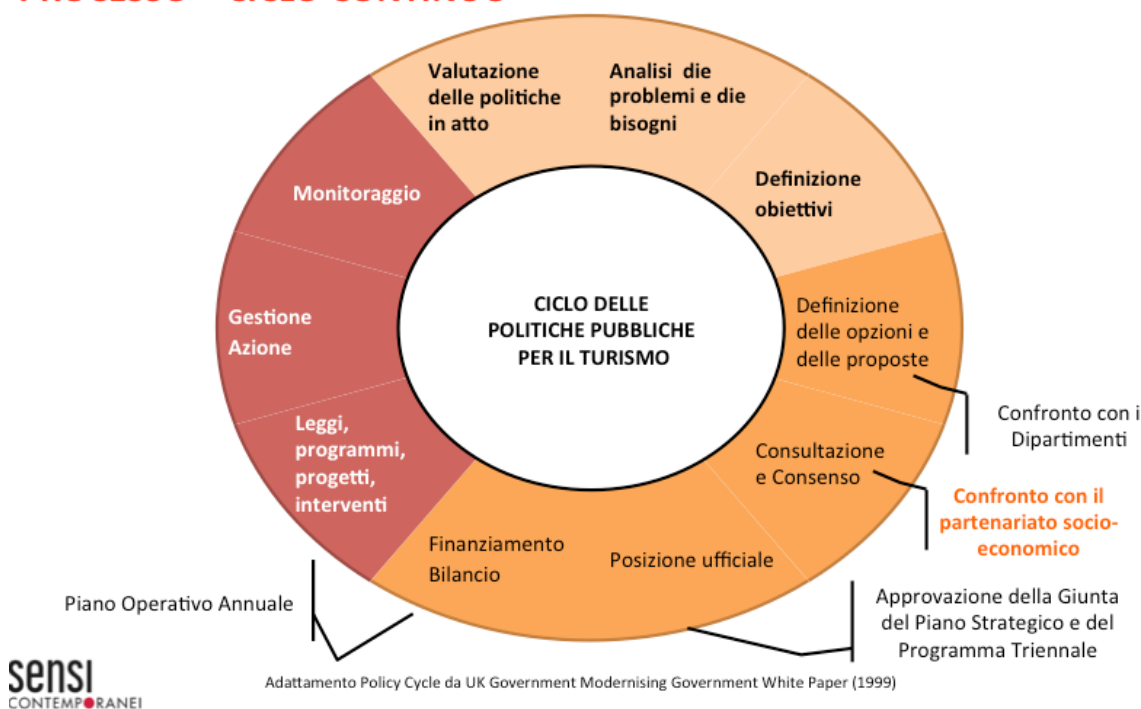 PROCESSO – CICLO CONTINUO
Valutazione
delle politiche
in atto
Analisi die
problemi e die
bisogni
Definizione
obiettivi
Definizione
delle opzioni e
delle proposte
Confronto con i
Dipartimenti
Consultazione
e Consenso
Confronto con il
partenariato socio-
economico
Posizione ufficiale
Approvazione della Giunta
del Piano Strategico e del
Programma Triennale
Finanziamento
Bilancio
Piano Operativo Annuale
Leggi,
programmi,
progetti,
interventi
Gestione
Azione
Monitoraggio
CICLO DELLE
POLITICHE PUBBLICHE
PER IL TURISMO
Adattamento Policy Cycle da UK Government Modernising Government White Paper (1999)
sensi
CONTEMPORANEI